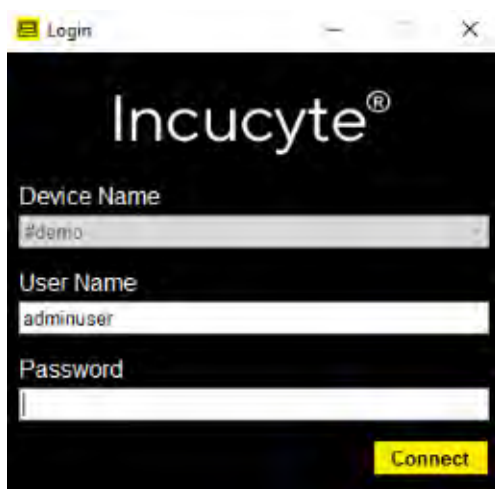 Login
Incucyte®
Device Name
#demo
User Name
adminuser
Password
Connect